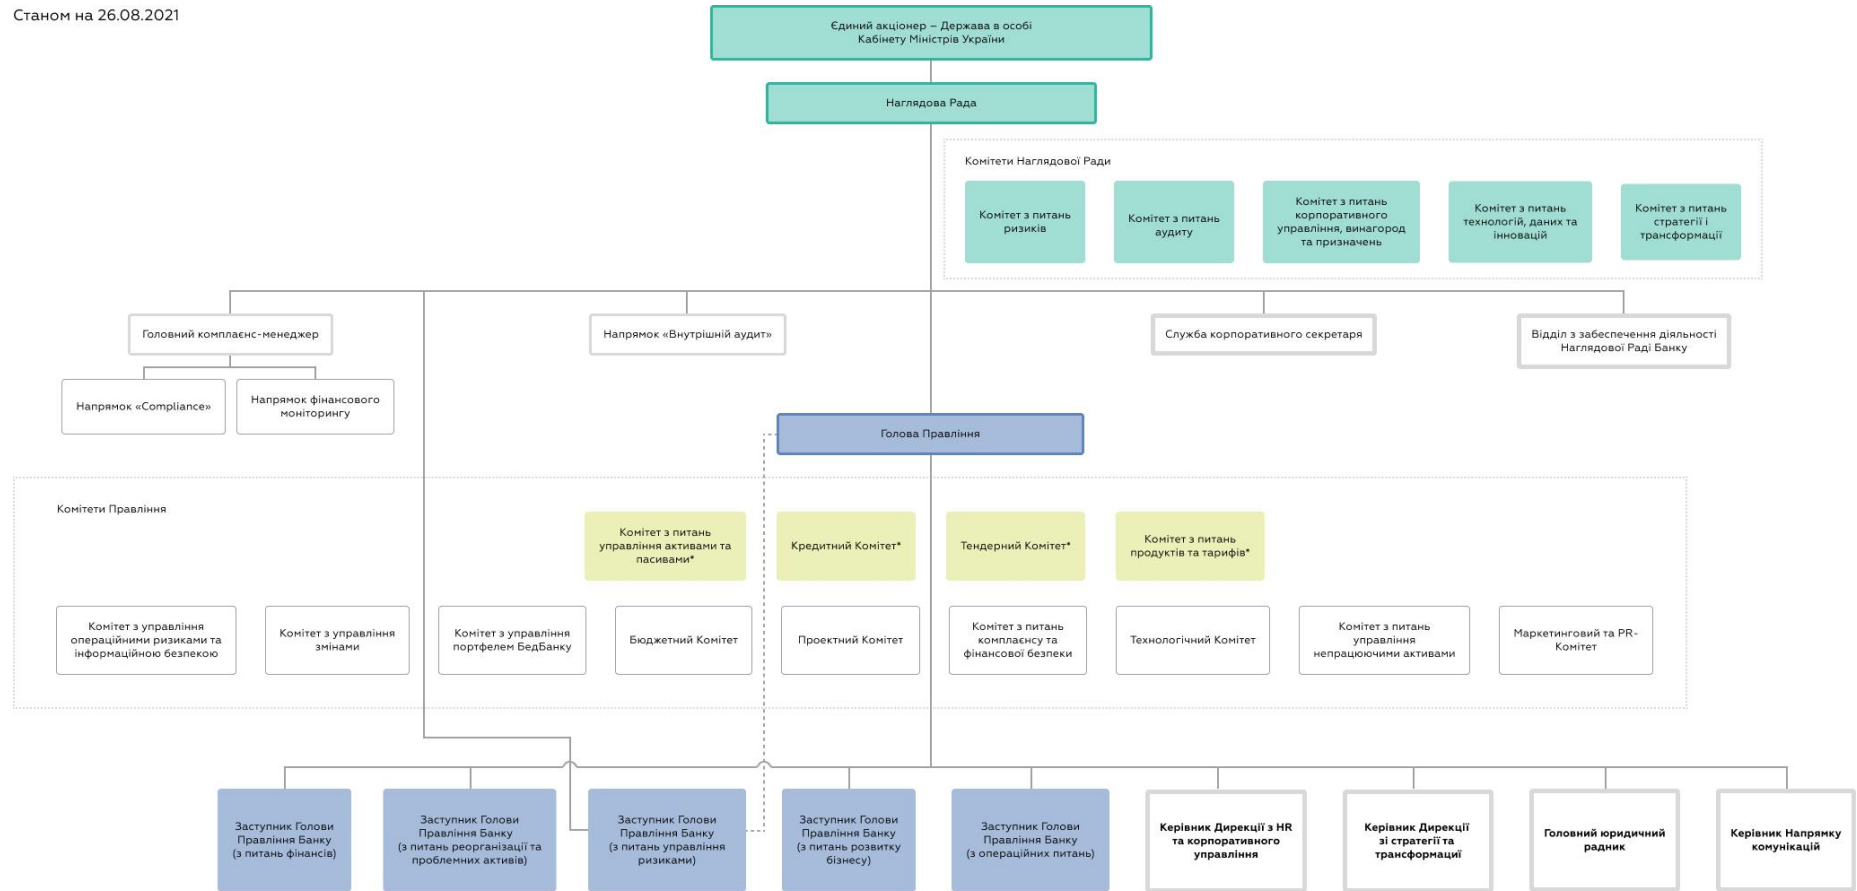 Станом на 26.08.2021
Єдиний акціонер – Держава в особі
Кабінету Міністрів України
Наглядова Рада
Комітети Наглядової Ради
Комітет з питань
ризиків
Комітет з питань
аудиту
Комітет з питань
корпоративного
управління, винагород
та призначень
Комітет з питань
технологій, даних та
інновацій
Комітет з питань
стратегії і
трансформації
Головний комплаєнс-менеджер
Напрямок «Внутрішній аудит»
Служба корпоративного секретаря
Відділ з забеспечення діяльності
Наглядової Раді Банку
Напрямок «Compliance»
Напрямок фінансового
моніторингу
Голова Правління
Комітети Правління
Комітет з питань
управління активами та
пасивами*
Кредитний Комітет*
Тендерний Комітет*
Комітет з питань
продуктів та тарифів*
Комітет з управління
операційними ризиками та
інформаційною безпекою
Комітет з управління
змінами
Комітет з управління
портфелем БедБанку
Бюджетний Комітет
Проектний Комітет
Комітет з питань
комплаєнсу та
фінансової безпеки
Технологічний Комітет
Комітет з питань
управління
непрацюючими активами
Маркетинговий та PR-
Комітет
Заступник Голови
Правління Банку
(з питань фінансів)
Заступник Голови
Правління Банку
(з питань реорганізації та
проблемних активів)
Заступник Голови
Правління Банку
(з питань управління
ризиками)
Заступник Голови
Правління Банку
(з питань розвитку
бізнесу)
Заступник Голови
Правління Банку
(з операційних питань)
Керівник Дирекції з HR
та корпоративного
управління
Керівник Дирекції
зі стратегії та
трансформациї
Головний юридичний
радник
Керівник Напрямку
комунікацій